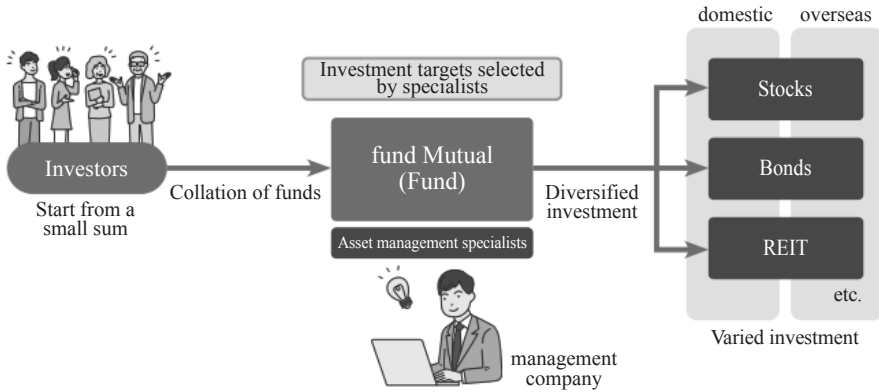 domestic
overseas
Investment targets selected
by specialists
Stocks
Investors
fund Mutual
(Fund)
Bonds
Collation of funds
Diversified
investment
Start from a
small sum
Asset management specialists
REIT
etc.
Varied investment
management
company